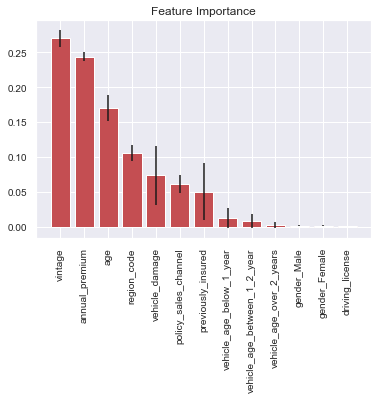 Feature Importance
0.25
0.20
0.15
0.10
0.05
0.00
vintage
annual_premium
age
region_code
vehicle_damage
policy_sales_channel
previously_insured
vehicle_age_below_1_year
vehicle_age_between_1_2_year
vehicle_age_over_2_years
gender_Male
gender_Female
driving_license